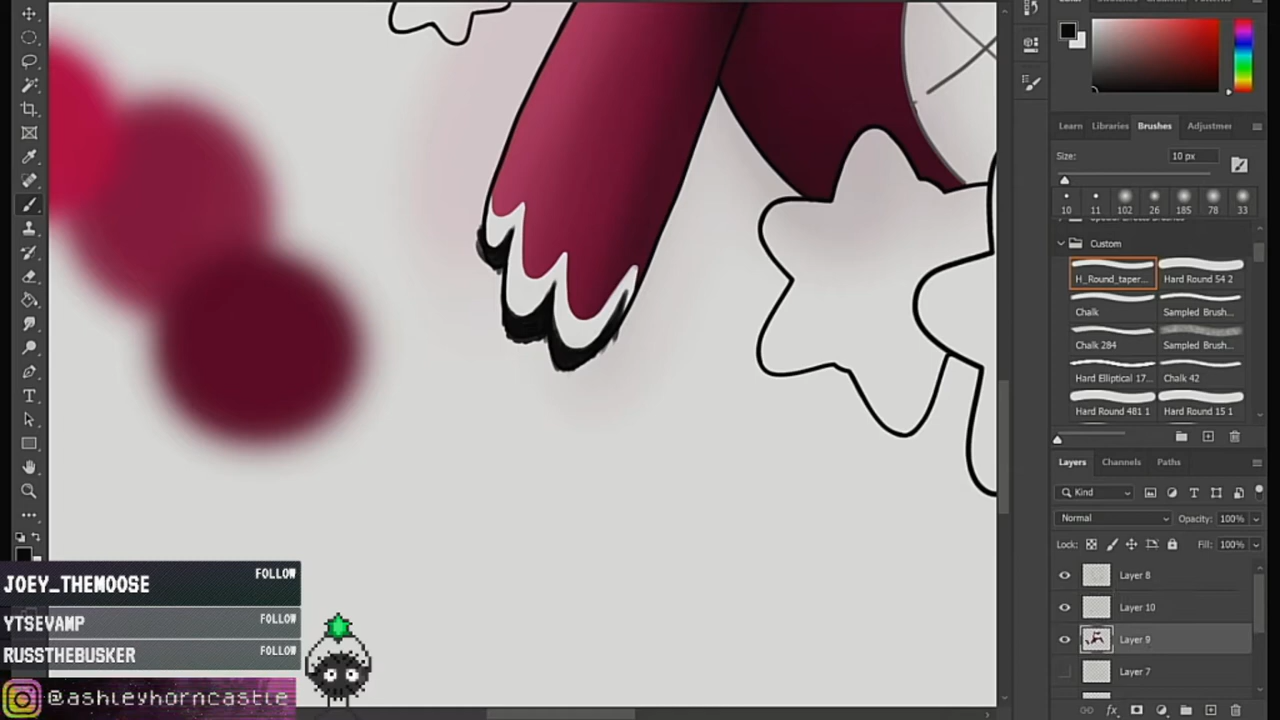 Learn Libraries Brushes Adjustmer
Size: 10 px
10 11 102 26 185 78 33
Custom
H_Round_taper... Hard Round 54 2
Chalk Sampled Brush...
Chalk 284 Sampled Brush...
Hard Elliptical 17... Chalk 42
Hard Round 481 1 Hard Round 15 1
Layers Channels Paths
Kind
Normal Opacity: 100%
Lock: Fill: 100%
Layer 8
Layer 10
Layer 9
Layer 7
JOEY_THEMOOSE FOLLOW
YTSEVAMP FOLLOW
RUSSTHEBUSKER FOLLOW
@ashleyhorncastle